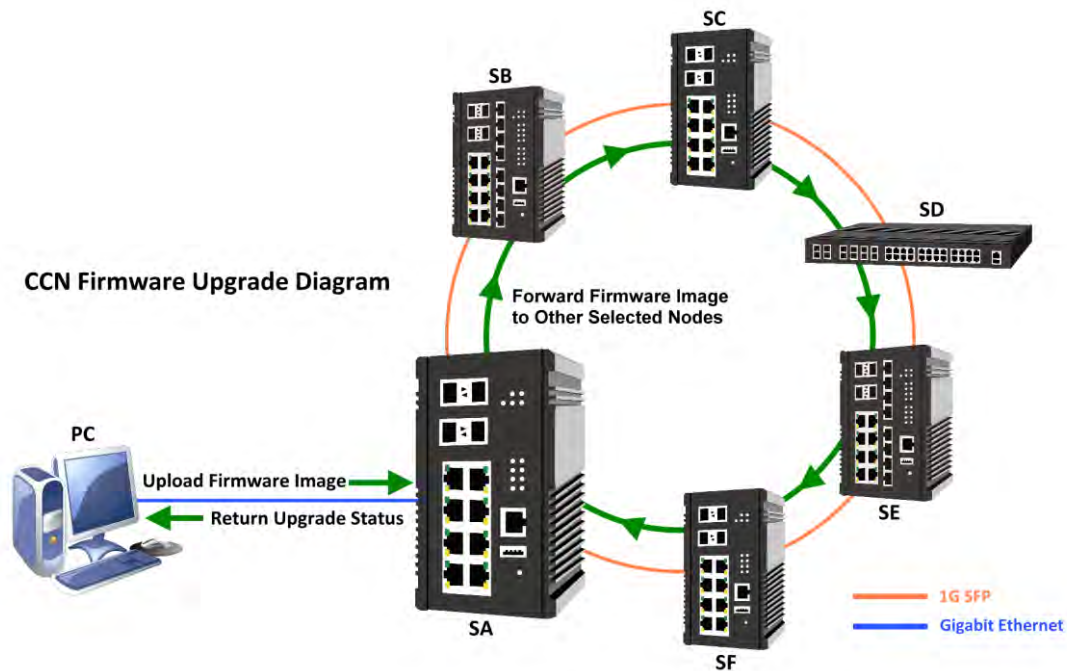 SC
SB
SD
CCN Firmware Upgrade Diagram
Forward Firmware Image
to Other Selected Nodes
PC
Upload Firmware Image
Return Upgrade Status
SE
SA
SF
1G SFP
Gigabit Ethernet